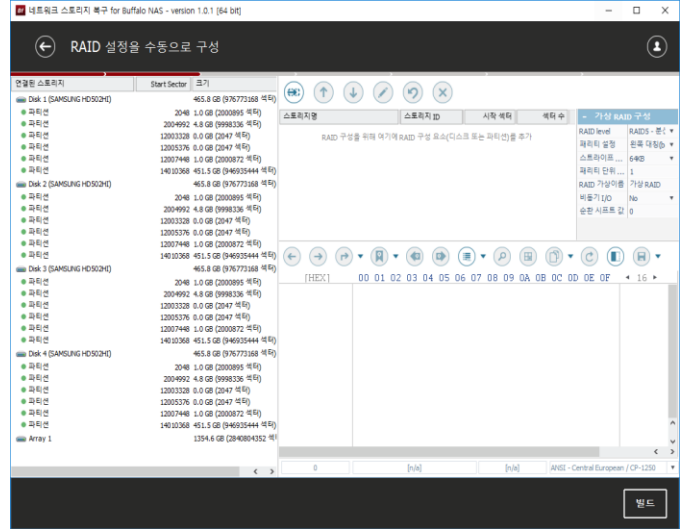 네트워크 스토리지 복구 for Buffalo NAS - version 1.0.1 [64 bit]
RAID 설정을 수동으로 구성
연결된 스토리지 Start Sector 크기
Disk 1 (SAMSUNG HD502HI) 465.8 GB (976773168 섹터)
파티션 2048 1.0 GB (2000895 섹터)
파티션 2004992 4.8 GB (9998336 섹터)
파티션 12003328 0.0 GB (2047 섹터)
파티션 12005376 0.0 GB (2047 섹터)
파티션 12007448 1.0 GB (2000872 섹터)
파티션 14010368 451.5 GB (946935444 섹터)
Disk 2 (SAMSUNG HD502HI) 465.8 GB (976773168 섹터)
파티션 2048 1.0 GB (2000895 섹터)
파티션 2004992 4.8 GB (9998336 섹터)
파티션 12003328 0.0 GB (2047 섹터)
파티션 12005376 0.0 GB (2047 섹터)
파티션 12007448 1.0 GB (2000872 섹터)
파티션 14010368 451.5 GB (946935444 섹터)
Disk 3 (SAMSUNG HD502HI) 465.8 GB (976773168 섹터)
파티션 2048 1.0 GB (2000895 섹터)
파티션 2004992 4.8 GB (9998336 섹터)
파티션 12003328 0.0 GB (2047 섹터)
파티션 12005376 0.0 GB (2047 섹터)
파티션 12007448 1.0 GB (2000872 섹터)
파티션 14010368 451.5 GB (946935444 섹터)
Disk 4 (SAMSUNG HD502HI) 465.8 GB (976773168 섹터)
파티션 2048 1.0 GB (2000895 섹터)
파티션 2004992 4.8 GB (9998336 섹터)
파티션 12003328 0.0 GB (2047 섹터)
파티션 12005376 0.0 GB (2047 섹터)
파티션 12007448 1.0 GB (2000872 섹터)
파티션 14010368 451.5 GB (946935444 섹터)
Array 1 1354.6 GB (2840804352 섹
스토리지명 스토리지 ID 시작 섹터 섹터 수
RAID 구성를 위해 여기에 RAID 구성 요소(디스크 또는 파티션)를 추가
가상 RAID 구성
RAID level RAID5 - 분(
패리티 설정 왼쪽 대칭(b
스트라이프 ... 64KB
패리티 단위... 1
RAID 가상이름 가상 RAID
비동기 I/O No
순환 시프트 값 0
[HEX] 00 01 02 03 04 05 06 07 08 09 0A 0B 0C 0D 0E 0F 16
0 [n/a] [n/a] ANSI - Central European / CP-1250
빌드